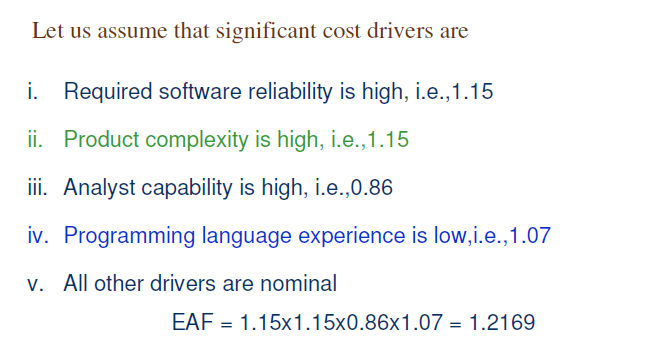 Let us assume that significant cost drivers are
i. Required software reliability is high, i.e.,1.15
ii. Product complexity is high, i.e.,1.15
iii. Analyst capability is high, i.e.,0.86
iv. Programming language experience is low,i.e.,1.07
v. All other drivers are nominal
EAF = 1.15x1.15x0.86x1.07 = 1.2169